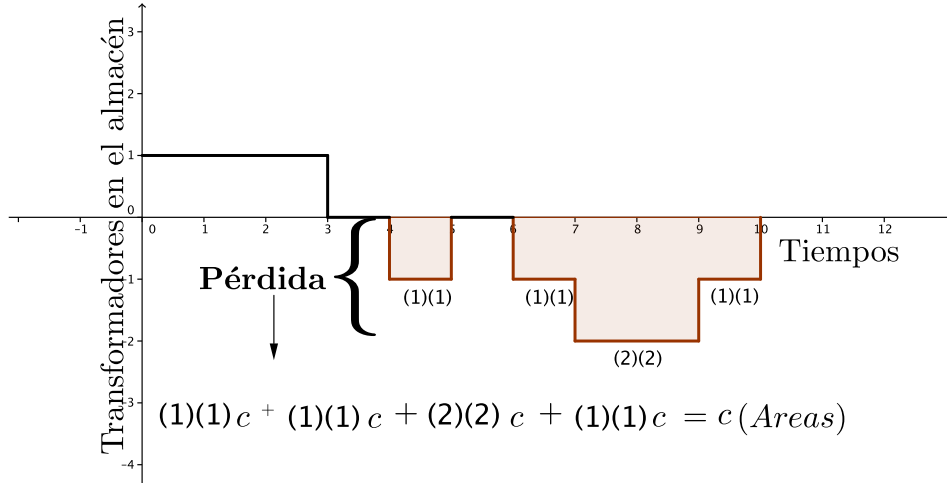 Transformadores en el almacén
3
2
1
0
-1 0 1 2 3 4 5 6 7 8 9 10 11 12
Tiempos
Pérdida
-1
(1)(1) (1)(1) (1)(1)
-2
(2)(2)
-3
(1)(1) c + (1)(1) c + (2)(2) c + (1)(1) c = c (Areas)
-4